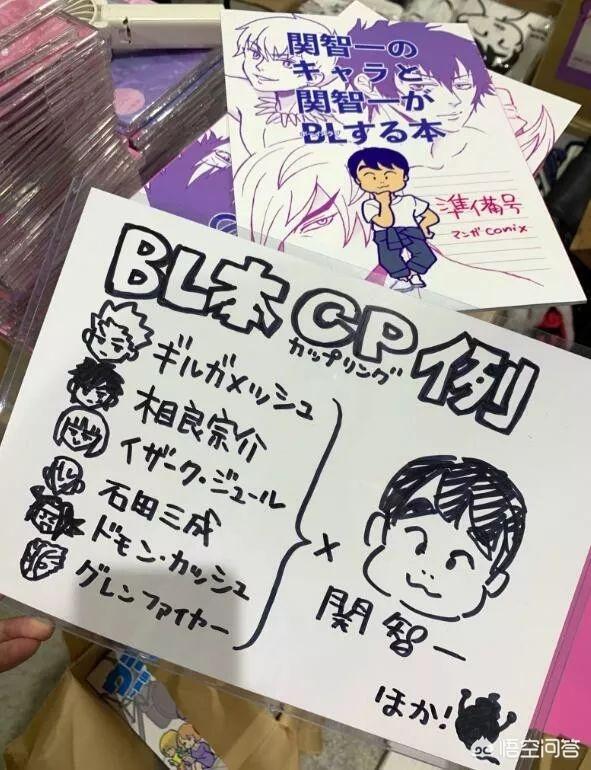 関智一の
キャラと
関智一が
BLする本
準備号
マンガ comix
BL本 CP 例
カップリング
ギルガメッシュ
相良宗介
イザーク・ジュール
石田三成
ドモン・カッシュ
グレンファイヤー
×
関智一
ほか!
悟空问答